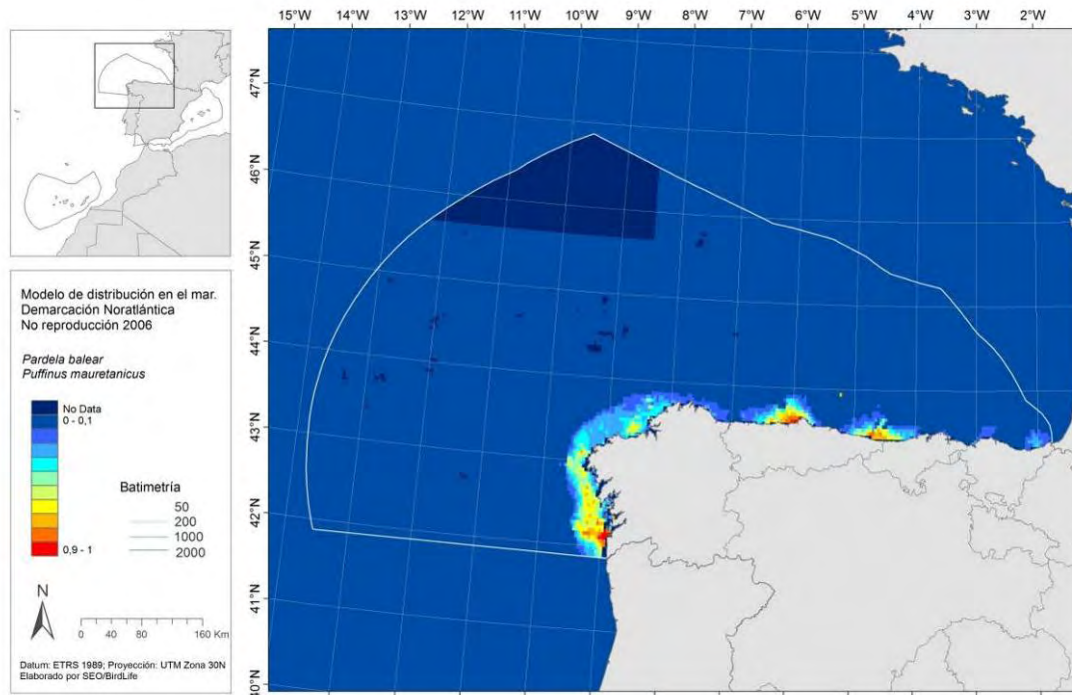 15°W 14°W 13°W 12°W 11°W 10°W 9°W 8°W 7°W 6°W 5°W 4°W 3°W 2°W
47°N
46°N
45°N
44°N
43°N
42°N
41°N
40°N
Modelo de distribución en el mar.
Demarcación Noratlántica
No reproducción 2006
Pardela balear
Puffinus mauretanicus
No Data
0 - 0,1
0,9 - 1
Batimetría
50
200
1000
2000
N
0 40 80 160 Km
Datum: ETRS 1989; Proyección: UTM Zona 30N
Elaborado por SEO/BirdLife